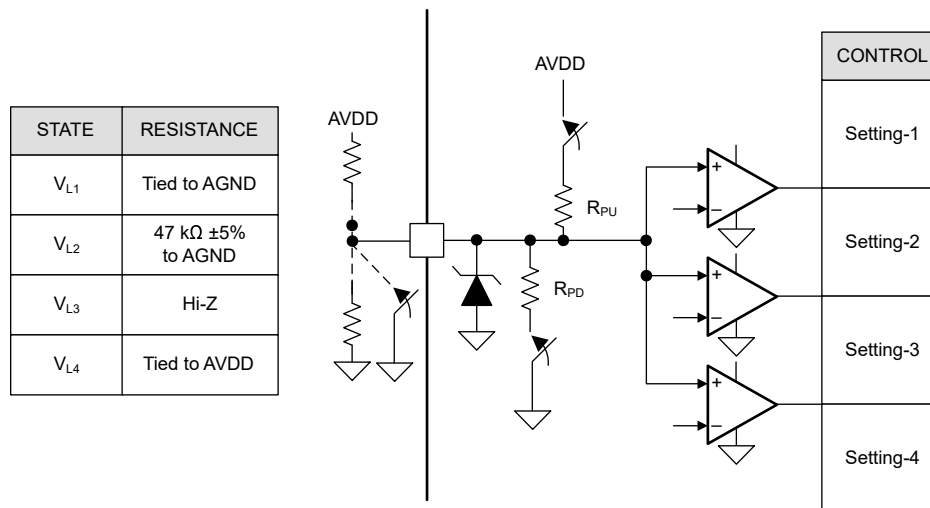 STATE RESISTANCE
V_L1 Tied to AGND
V_L2 47 kΩ ±5%
to AGND
V_L3 Hi-Z
V_L4 Tied to AVDD
AVDD
AVDD
R_PU
R_PD
+
−
+
−
+
−
CONTROL
Setting-1
Setting-2
Setting-3
Setting-4